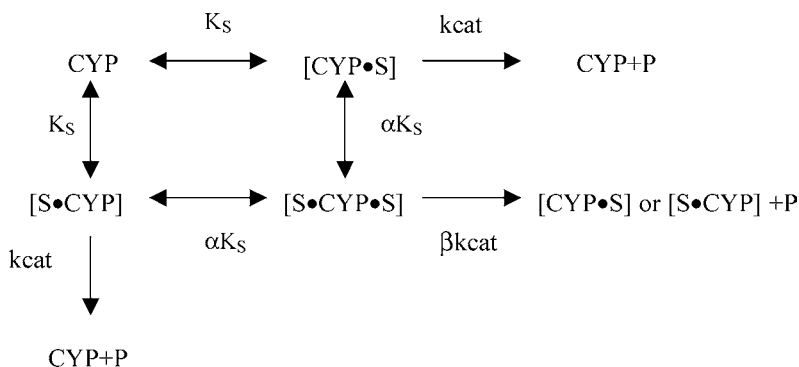 K_S kcat
CYP [CYP•S] CYP+P
K_S αK_S
[S•CYP] [S•CYP•S] [CYP•S] or [S•CYP] +P
kcat αK_S βkcat
CYP+P